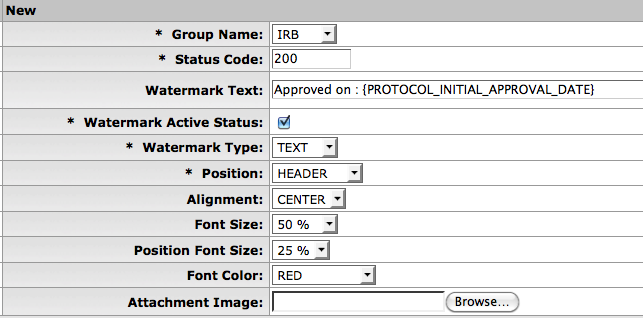 New
* Group Name: IRB
* Status Code: 200
Watermark Text: Approved on : {PROTOCOL_INITIAL_APPROVAL_DATE}
* Watermark Active Status:
* Watermark Type: TEXT
* Position: HEADER
Alignment: CENTER
Font Size: 50 %
Position Font Size: 25 %
Font Color: RED
Attachment Image: Browse...